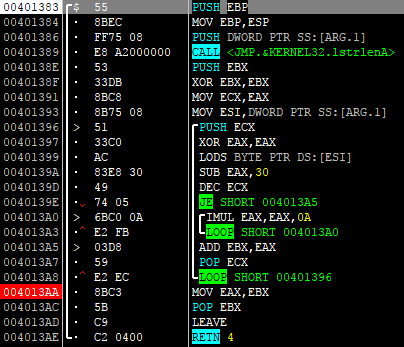 00401383 $ 55 PUSH EBP
00401384 · 8BEC MOV EBP,ESP
00401386 · FF75 08 PUSH DWORD PTR SS:[ARG.1]
00401389 · E8 A2000000 CALL <JMP.&KERNEL32.lstrlenA>
0040138E · 53 PUSH EBX
0040138F · 33DB XOR EBX,EBX
00401391 · 8BC8 MOV ECX,EAX
00401393 · 8B75 08 MOV ESI,DWORD PTR SS:[ARG.1]
00401396 > 51 PUSH ECX
00401397 · 33C0 XOR EAX,EAX
00401399 · AC LODS BYTE PTR DS:[ESI]
0040139A · 83E8 30 SUB EAX,30
0040139D · 49 DEC ECX
0040139E · 74 05 JE SHORT 004013A5
004013A0 > 6BC0 0A IMUL EAX,EAX,0A
004013A3 · E2 FB LOOP SHORT 004013A0
004013A5 > 03D8 ADD EBX,EAX
004013A7 · 59 POP ECX
004013A8 · E2 EC LOOP SHORT 00401396
004013AA · 8BC3 MOV EAX,EBX
004013AC · 5B POP EBX
004013AD · C9 LEAVE
004013AE · C2 0400 RETN 4